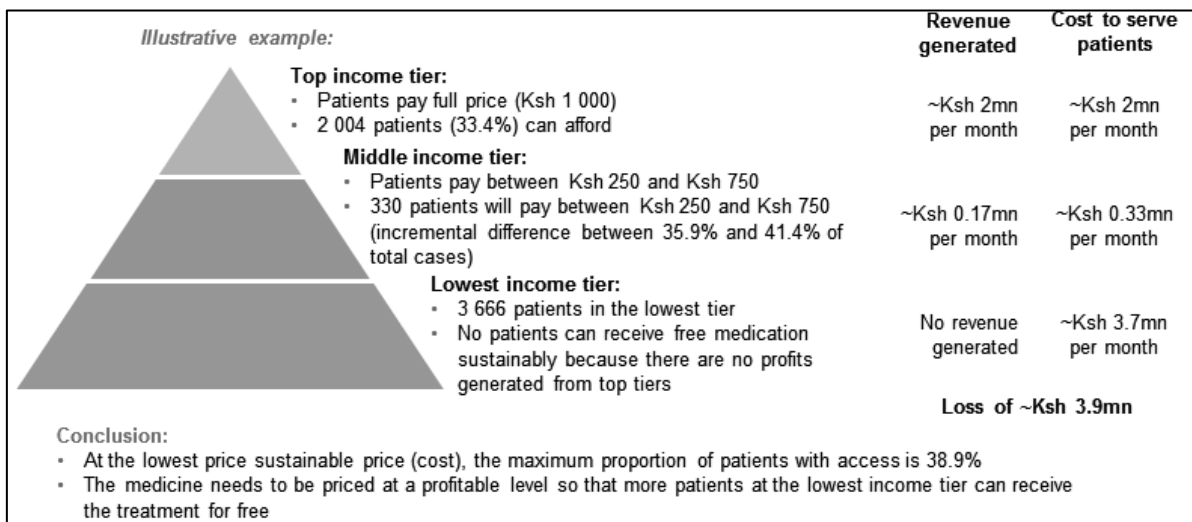 Illustrative example:
Revenue generated
Cost to serve patients
Top income tier:
▪ Patients pay full price (Ksh 1 000)
▪ 2 004 patients (33.4%) can afford
~Ksh 2mn per month
~Ksh 2mn per month
Middle income tier:
▪ Patients pay between Ksh 250 and Ksh 750
▪ 330 patients will pay between Ksh 250 and Ksh 750
(incremental difference between 35.9% and 41.4% of
total cases)
~Ksh 0.17mn per month
~Ksh 0.33mn per month
Lowest income tier:
▪ 3 666 patients in the lowest tier
▪ No patients can receive free medication
sustainably because there are no profits
generated from top tiers
No revenue generated
~Ksh 3.7mn per month
Loss of ~Ksh 3.9mn
Conclusion:
▪ At the lowest price sustainable price (cost), the maximum proportion of patients with access is 38.9%
▪ The medicine needs to be priced at a profitable level so that more patients at the lowest income tier can receive
the treatment for free